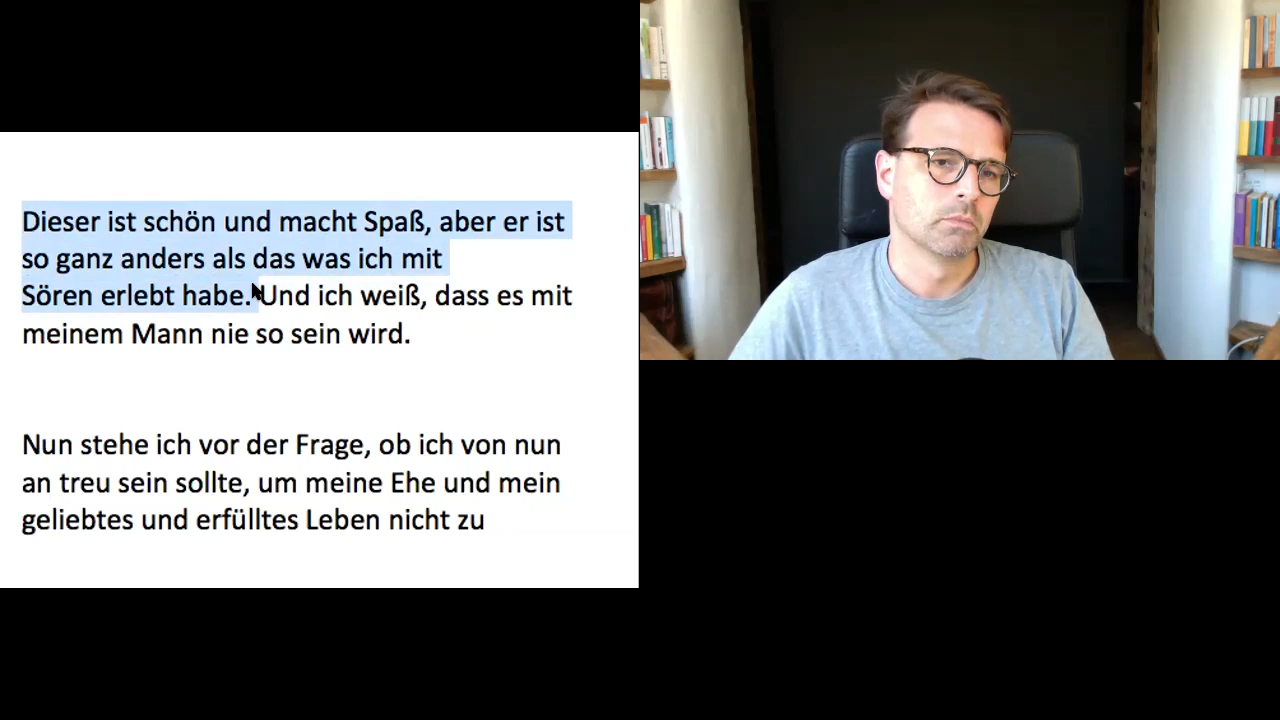 Dieser ist schön und macht Spaß, aber er ist
so ganz anders als das was ich mit
Sören erlebt habe. Und ich weiß, dass es mit
meinem Mann nie so sein wird.
Nun stehe ich vor der Frage, ob ich von nun
an treu sein sollte, um meine Ehe und mein
geliebtes und erfülltes Leben nicht zu